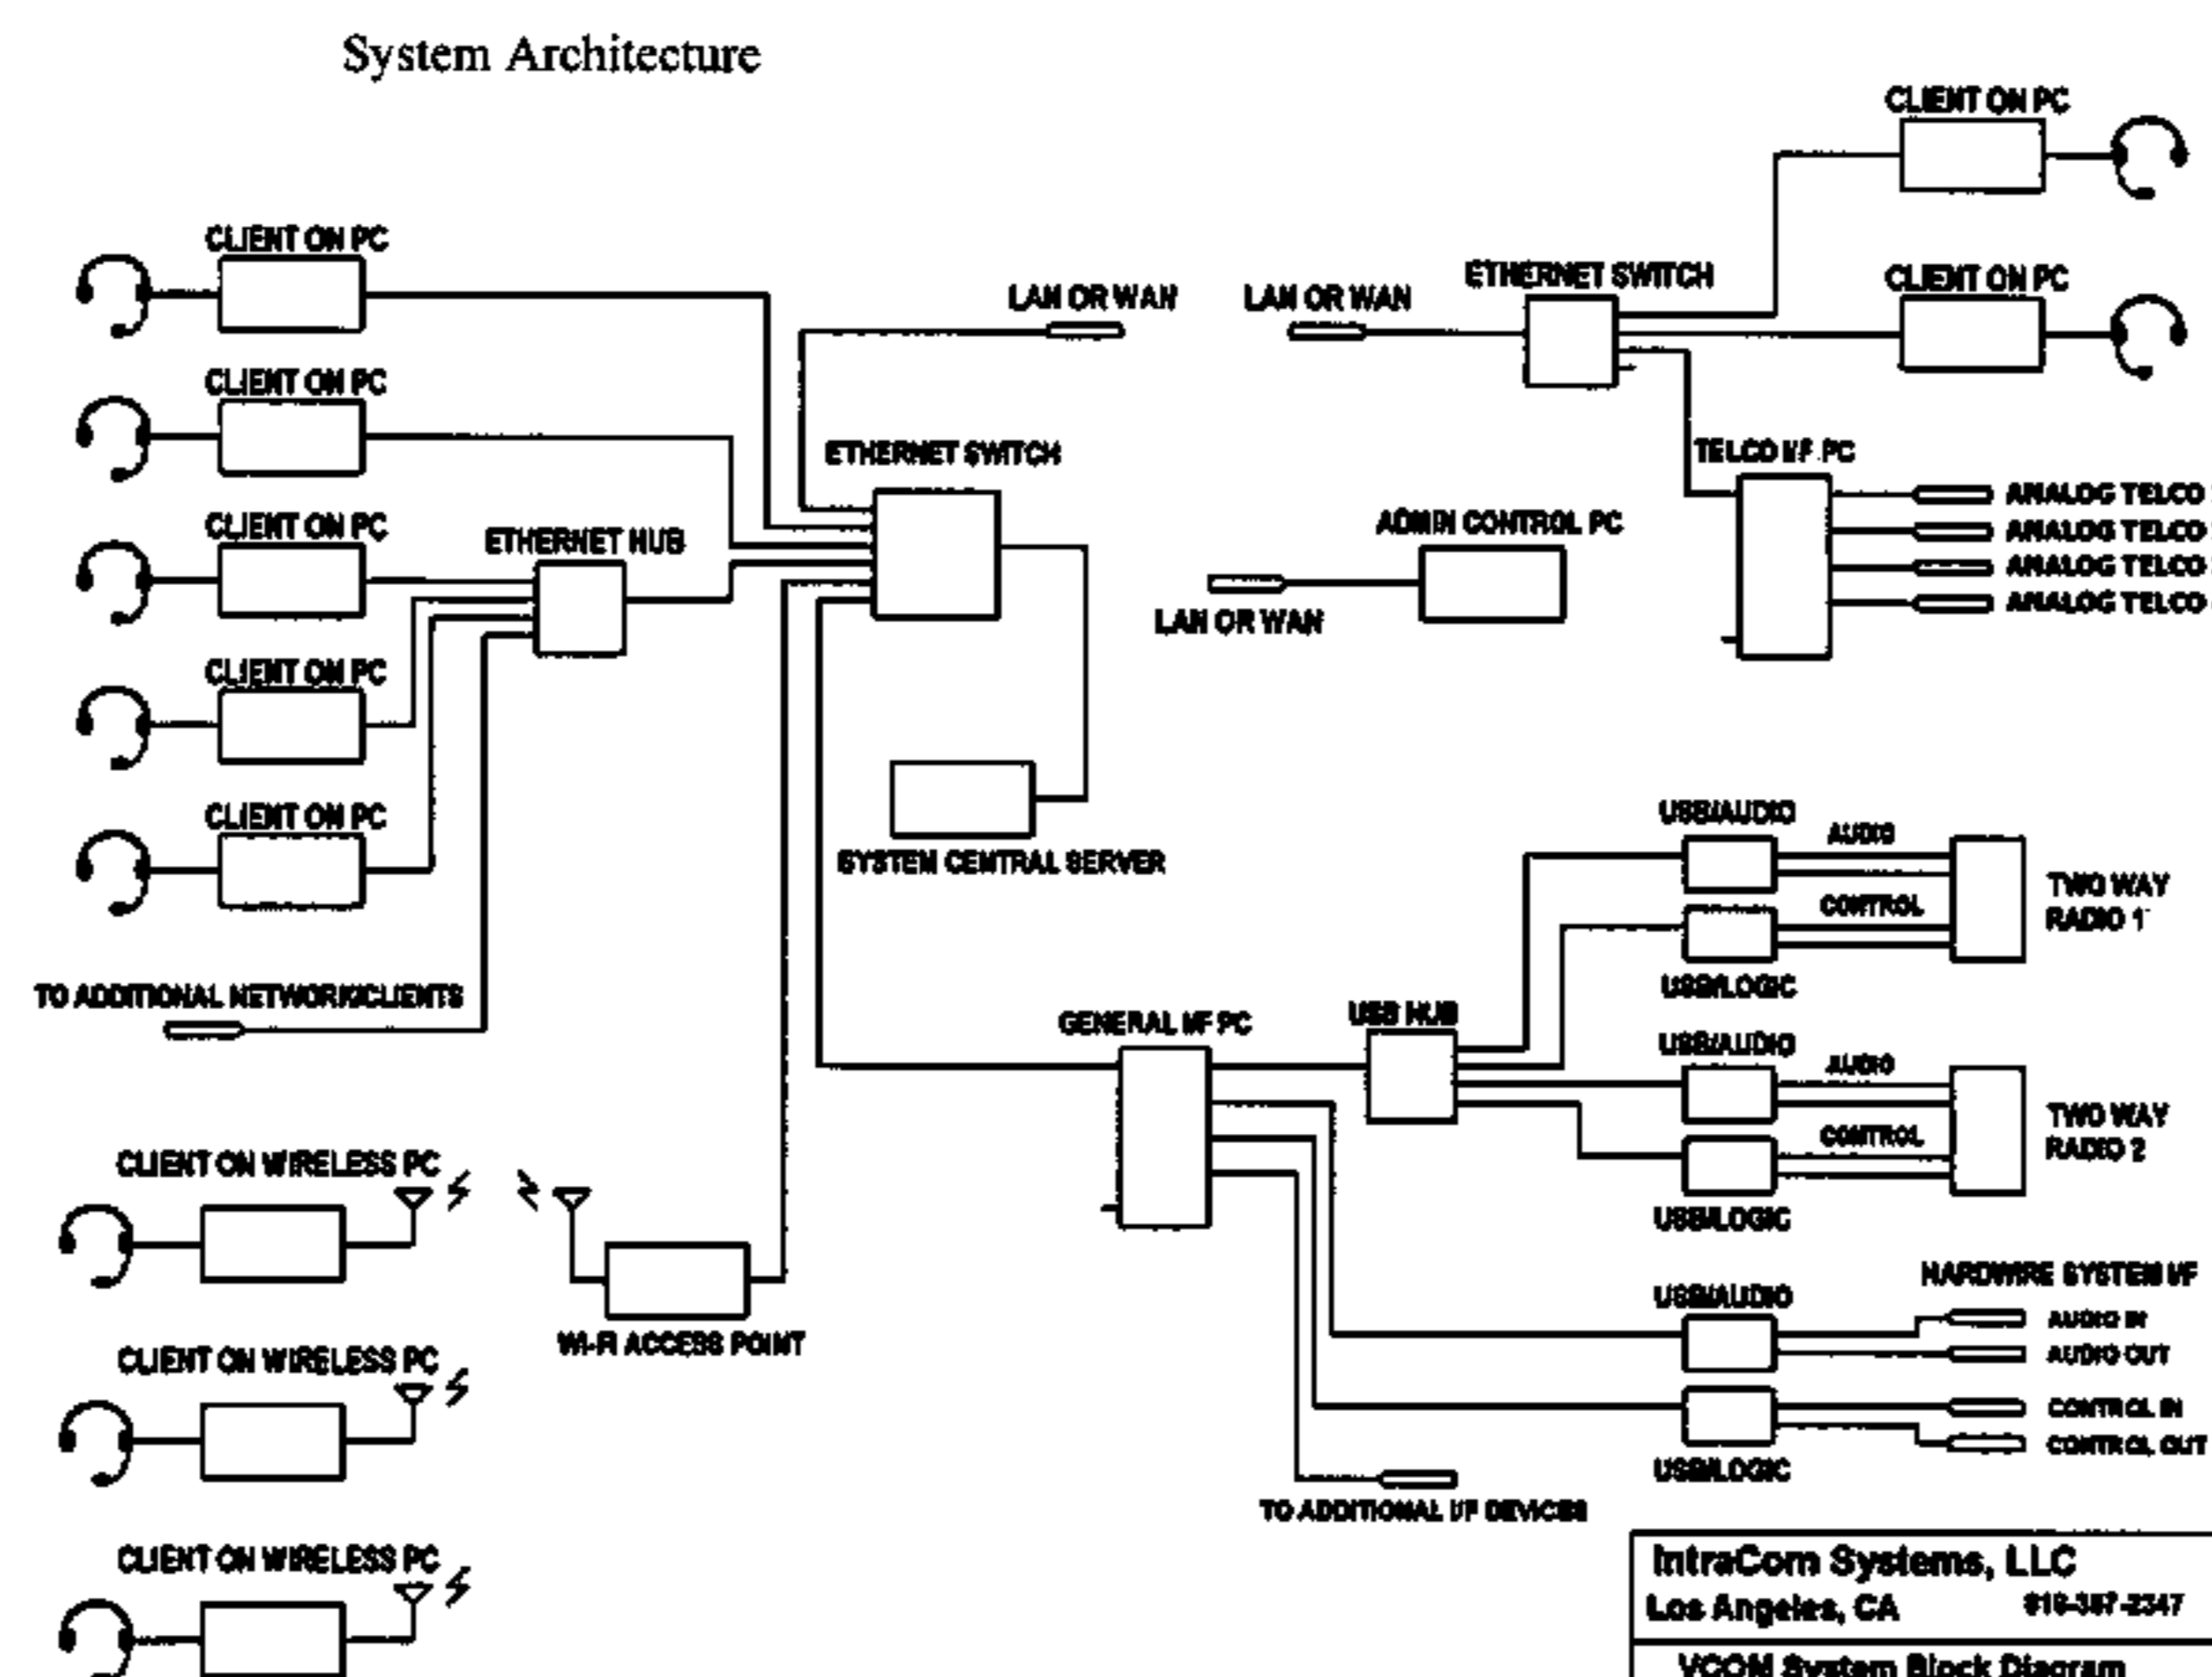 System Architecture
CLIENT ON PC
CLIENT ON PC
CLIENT ON PC
CLIENT ON PC
CLIENT ON PC
ETHERNET HUB
TO ADDITIONAL NETWORK/CLIENTS
CLIENT ON WIRELESS PC
CLIENT ON WIRELESS PC
CLIENT ON WIRELESS PC
WI-FI ACCESS POINT
LAN OR WAN
ETHERNET SWITCH
SYSTEM CENTRAL SERVER
LAN OR WAN
ETHERNET SWITCH
CLIENT ON PC
CLIENT ON PC
TELCO I/F PC
ANALOG TELCO
ANALOG TELCO
ANALOG TELCO
ANALOG TELCO
ADMIN CONTROL PC
LAN OR WAN
GENERAL I/F PC
USB HUB
USB/AUDIO
AUDIO
CONTROL
USB/LOGIC
TWO WAY
RADIO 1
USB/AUDIO
AUDIO
CONTROL
USB/LOGIC
TWO WAY
RADIO 2
HARDWIRE SYSTEM I/F
USB/AUDIO
AUDIO IN
AUDIO OUT
CONTROL IN
CONTROL OUT
USB/LOGIC
TO ADDITIONAL I/F DEVICES
IntraCom Systems, LLC
Los Angeles, CA
VCOM System Block Diagram